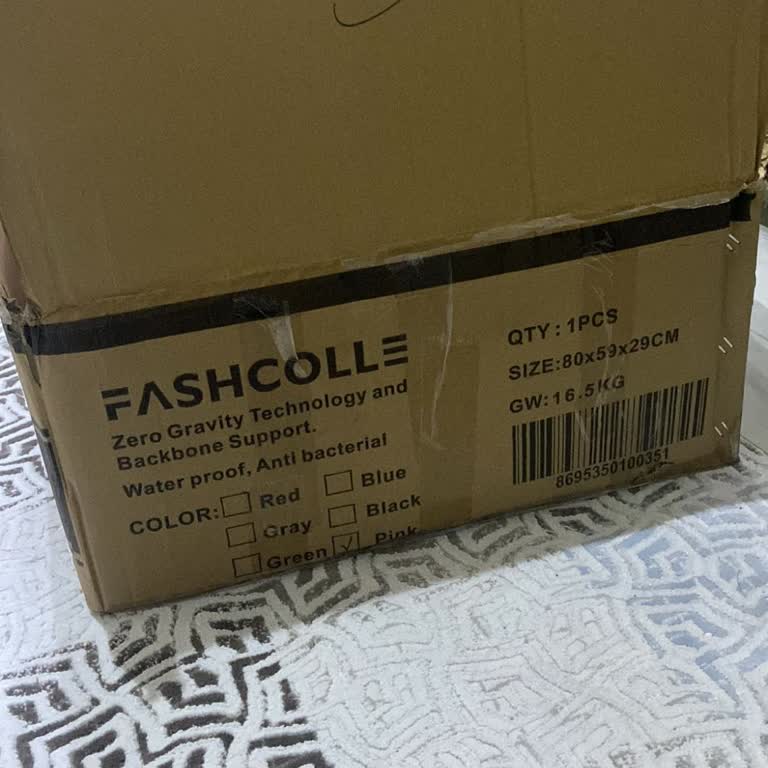 FASHCOLLE
Zero Gravity Technology and
Backbone Support.
Water proof, Anti bacterial
COLOR: Red Blue
Gray Black
Green ✓ Pink
QTY : 1PCS
SIZE:80x59x29CM
GW:16.5KG
8695350100351